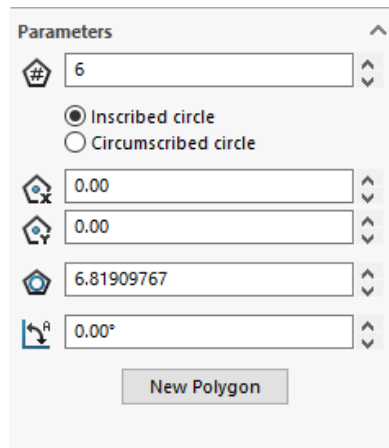 Parameters
#
6
Inscribed circle
Circumscribed circle
X
0.00
Y
0.00
6.81909767
A
0.00°
New Polygon